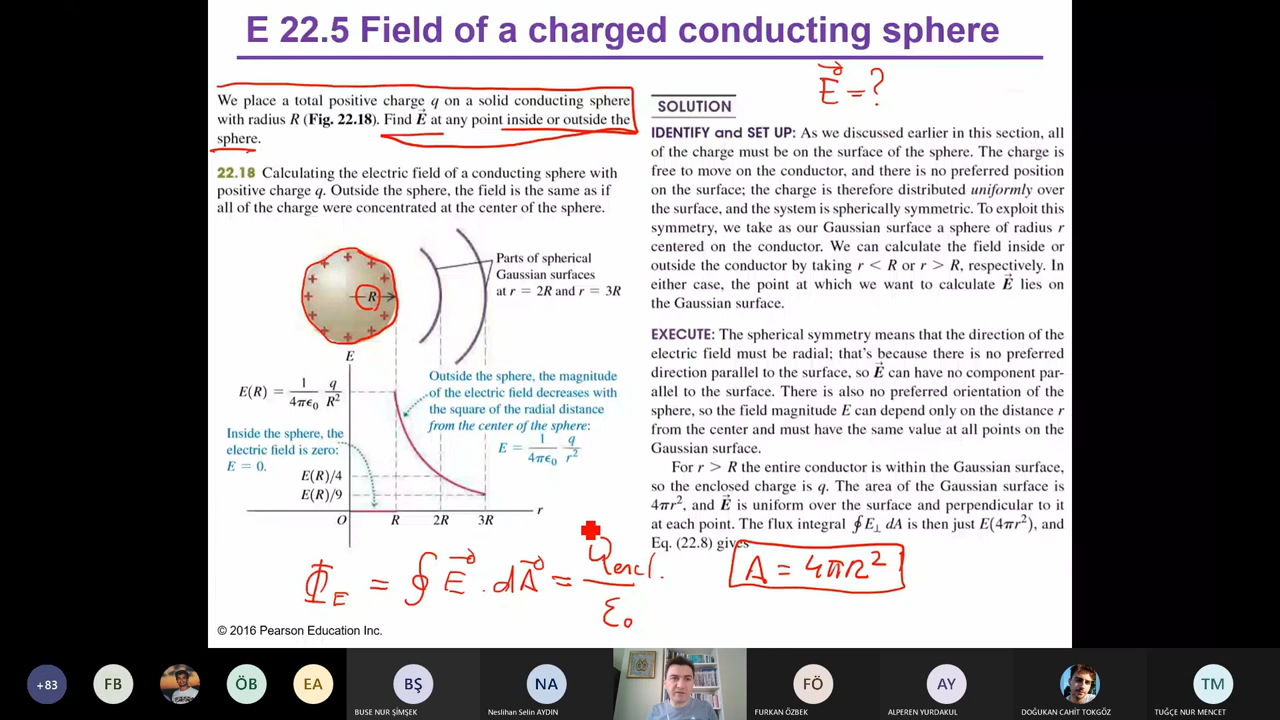 E 22.5 Field of a charged conducting sphere
E = ?
We place a total positive charge q on a solid conducting sphere
with radius R (Fig. 22.18). Find E at any point inside or outside the
sphere.
22.18 Calculating the electric field of a conducting sphere with
positive charge q. Outside the sphere, the field is the same as if
all of the charge were concentrated at the center of the sphere.
R
Parts of spherical
Gaussian surfaces
at r = 2R and r = 3R
E
E(R) = 1/4πϵ₀ q/R²
Outside the sphere, the magnitude
of the electric field decreases with
the square of the radial distance
from the center of the sphere:
E = 1/4πϵ₀ q/r²
Inside the sphere, the
electric field is zero:
E = 0.
E(R)/4
E(R)/9
O R 2R 3R r
Φ_E = ∮ E . dA = Q encl. / ε₀
© 2016 Pearson Education Inc.
SOLUTION
IDENTIFY and SET UP: As we discussed earlier in this section, all
of the charge must be on the surface of the sphere. The charge is
free to move on the conductor, and there is no preferred position
on the surface; the charge is therefore distributed uniformly over
the surface, and the system is spherically symmetric. To exploit this
symmetry, we take as our Gaussian surface a sphere of radius r
centered on the conductor. We can calculate the field inside or
outside the conductor by taking r < R or r > R, respectively. In
either case, the point at which we want to calculate E lies on
the Gaussian surface.
EXECUTE: The spherical symmetry means that the direction of the
electric field must be radial; that's because there is no preferred
direction parallel to the surface, so E can have no component par-
allel to the surface. There is also no preferred orientation of the
sphere, so the field magnitude E can depend only on the distance r
from the center and must have the same value at all points on the
Gaussian surface.
For r > R the entire conductor is within the Gaussian surface,
so the enclosed charge is q. The area of the Gaussian surface is
4πr², and E is uniform over the surface and perpendicular to it
at each point. The flux integral ∮E⊥ dA is then just E(4πr²), and
Eq. (22.8) gives
A = 4πr²
+83
FB
ÖB
EA
BŞ
BUSE NUR ŞİMŞEK
NA
Neslihan Selin AYDIN
FÖ
FURKAN ÖZBEK
AY
ALPEREN YURDAKUL
DOĞUKAN CAHİT TOKGÖZ
TM
TUĞÇE NUR MENCET